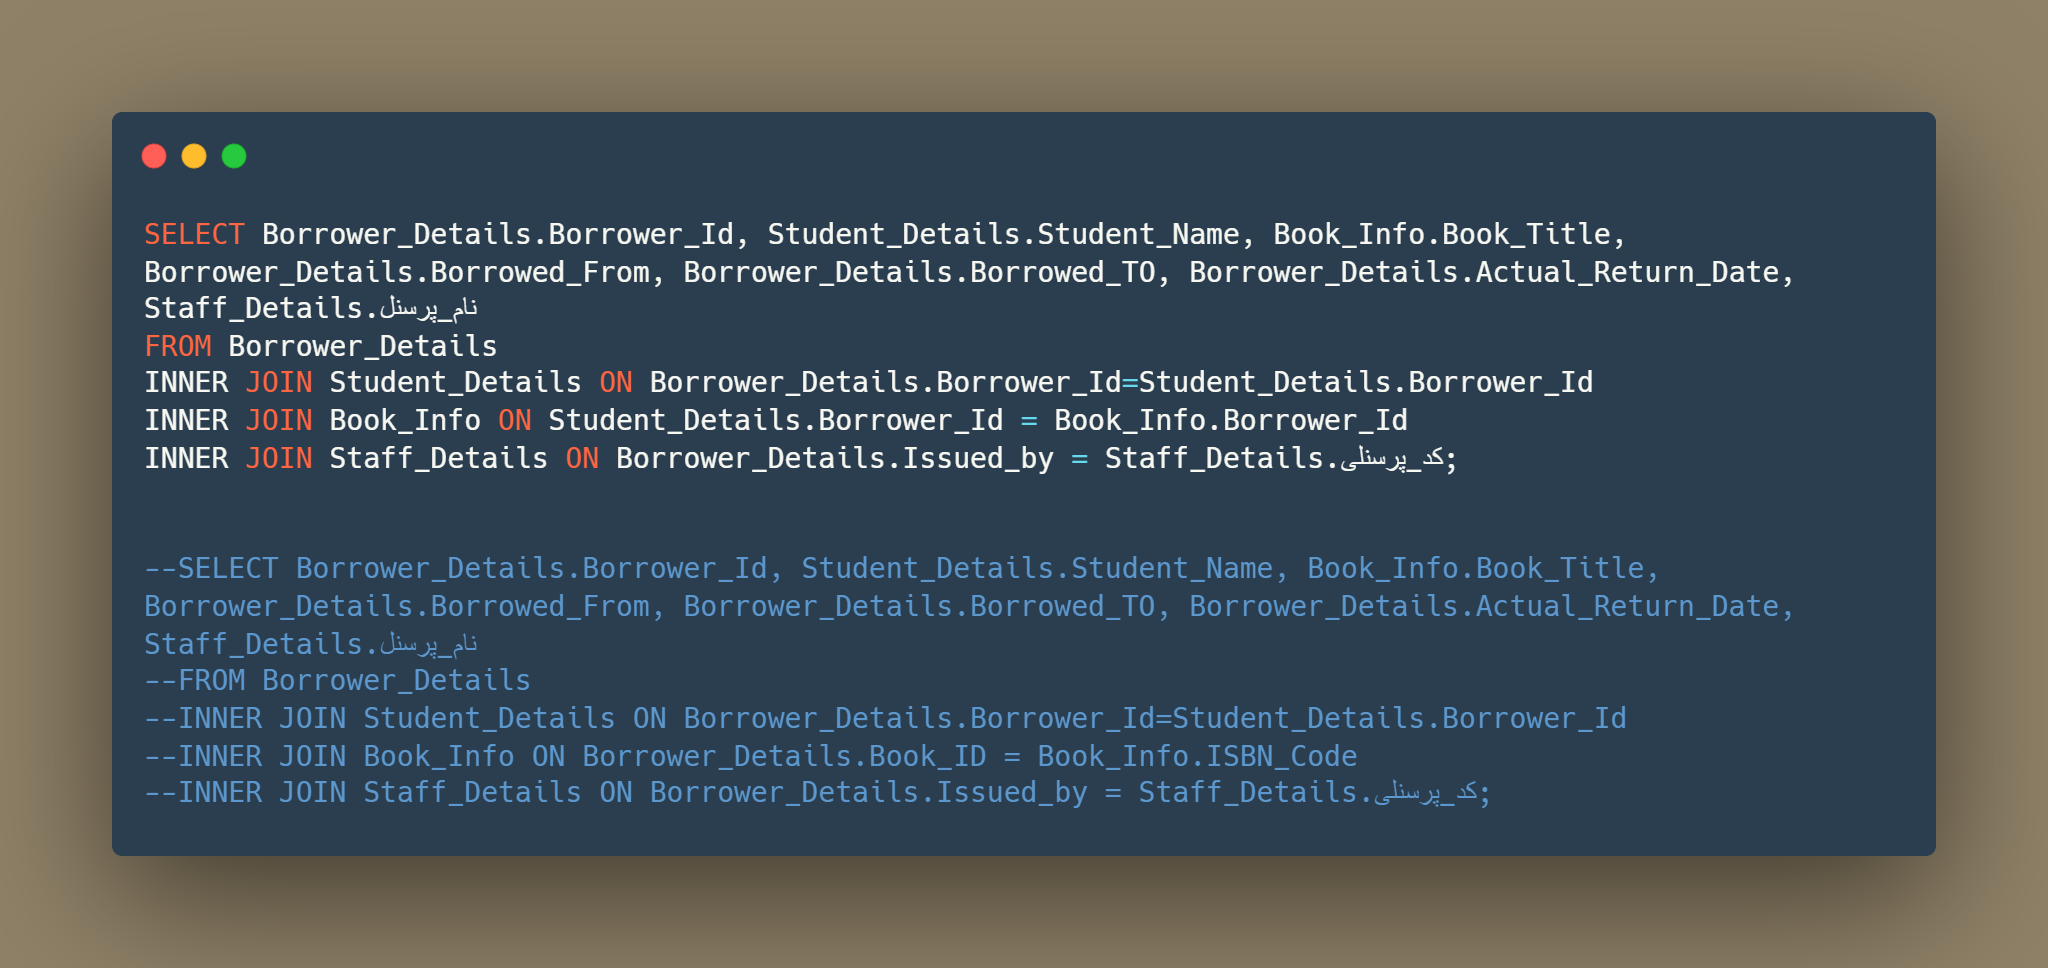 SELECT Borrower_Details.Borrower_Id, Student_Details.Student_Name, Book_Info.Book_Title,
Borrower_Details.Borrowed_From, Borrower_Details.Borrowed_TO, Borrower_Details.Actual_Return_Date,
Staff_Details.نام_پرسنل
FROM Borrower_Details
INNER JOIN Student_Details ON Borrower_Details.Borrower_Id=Student_Details.Borrower_Id
INNER JOIN Book_Info ON Student_Details.Borrower_Id = Book_Info.Borrower_Id
INNER JOIN Staff_Details ON Borrower_Details.Issued_by = Staff_Details.کد_پرسنلی;
--SELECT Borrower_Details.Borrower_Id, Student_Details.Student_Name, Book_Info.Book_Title,
Borrower_Details.Borrowed_From, Borrower_Details.Borrowed_TO, Borrower_Details.Actual_Return_Date,
Staff_Details.نام_پرسنل
--FROM Borrower_Details
--INNER JOIN Student_Details ON Borrower_Details.Borrower_Id=Student_Details.Borrower_Id
--INNER JOIN Book_Info ON Borrower_Details.Book_ID = Book_Info.ISBN_Code
--INNER JOIN Staff_Details ON Borrower_Details.Issued_by = Staff_Details.کد_پرسنلی;